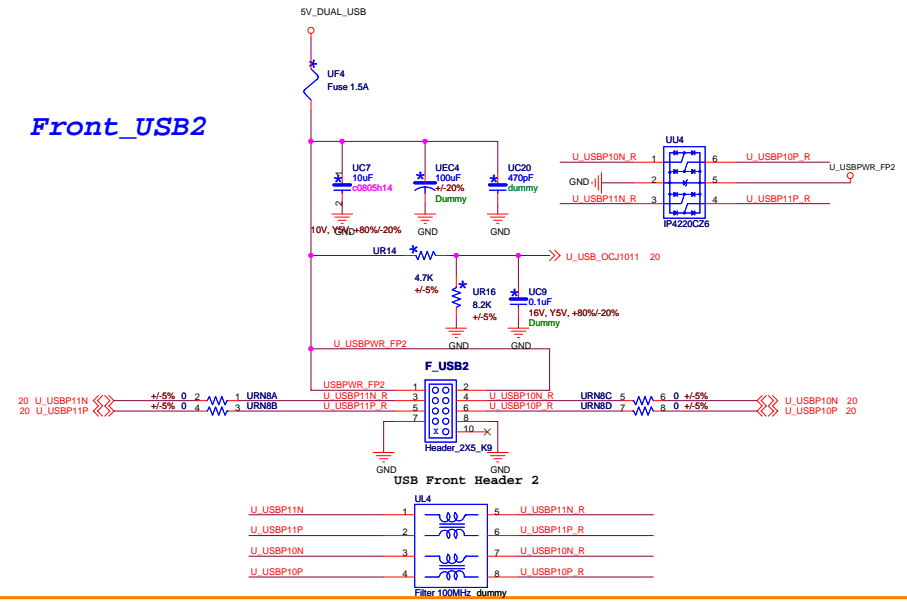 5V_DUAL_USB
UF4
Fuse 1.5A
Front_USB2
UC7
10uF
c0805h14
1
2
10V, Y5V, +80%/-20%
GND
UEC4
100uF
+/-20%
Dummy
GND
UC20
470pF
dummy
GND
UU4
U_USBP10N_R 1 6 U_USBP10P_R
U_USBPWR_FP2
GND 2 5
U_USBP11N_R 3 4 U_USBP11P_R
IP4220CZ6
UR14
4.7K
+/-5%
U_USB_OCJ1011 20
UR16
8.2K
+/-5%
GND
UC9
0.1uF
16V, Y5V, +80%/-20%
Dummy
GND
U_USBPWR_FP2
F_USB2
USBPWR_FP2 1 2
20 U_USBP11N +/-5% 0 2 1 URN8A U_USBP11N_R 3 4 U_USBP10N_R URN8C 5 6 0 +/-5% U_USBP10N 20
20 U_USBP11P +/-5% 0 4 3 URN8B U_USBP11P_R 5 6 U_USBP10P_R URN8D 7 8 0 +/-5% U_USBP10P 20
7 8
x 10
Header_2X5_K9
GND GND
USB Front Header 2
UL4
U_USBP11N 1 5 U_USBP11N_R
U_USBP11P 2 6 U_USBP11P_R
U_USBP10N 3 7 U_USBP10N_R
U_USBP10P 4 8 U_USBP10P_R
Filter 100MHz dummy